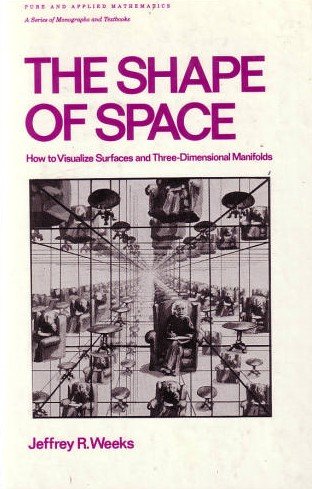 PURE AND APPLIED MATHEMATICS
A Series of Monographs and Textbooks
THE SHAPE
OF SPACE
How to Visualize Surfaces and Three-Dimensional Manifolds
Jeffrey R. Weeks